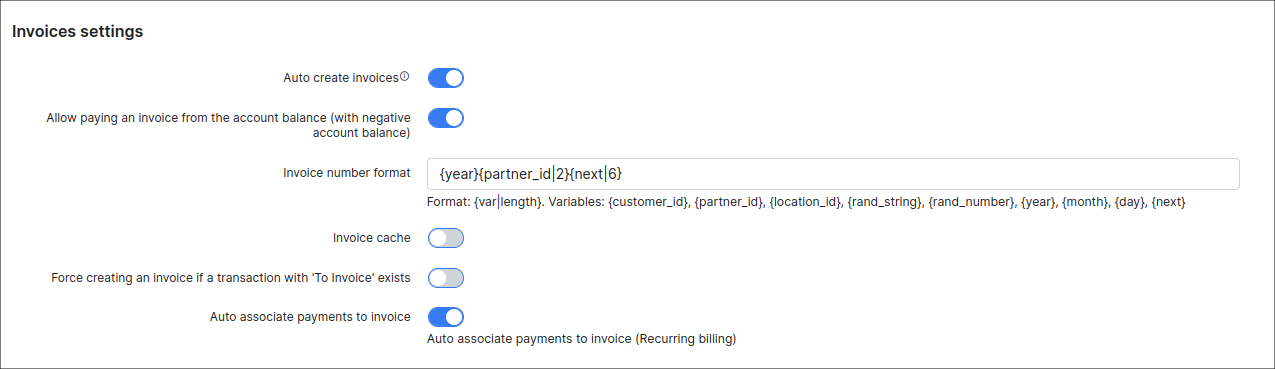 Invoices settings
Auto create invoices
Allow paying an invoice from the account balance (with negative
account balance)
Invoice number format
{year}{partner_id|2}{next|6}
Format: {var|length}. Variables: {customer_id}, {partner_id}, {location_id}, {rand_string}, {rand_number}, {year}, {month}, {day}, {next}
Invoice cache
Force creating an invoice if a transaction with 'To Invoice' exists
Auto associate payments to invoice
Auto associate payments to invoice (Recurring billing)